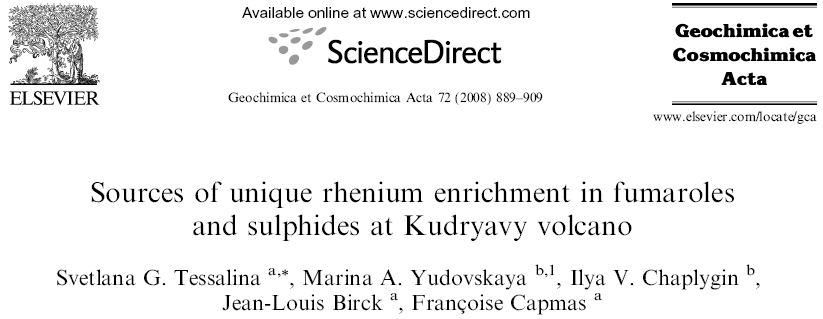 Available online at www.sciencedirect.com
ELSEVIER
ScienceDirect
Geochimica et Cosmochimica Acta 72 (2008) 889–909
Geochimica et
Cosmochimica
Acta
www.elsevier.com/locate/gca
Sources of unique rhenium enrichment in fumaroles
and sulphides at Kudryavy volcano
Svetlana G. Tessalina a,*, Marina A. Yudovskaya b,1, Ilya V. Chaplygin b,
Jean-Louis Birck a, Françoise Capmas a